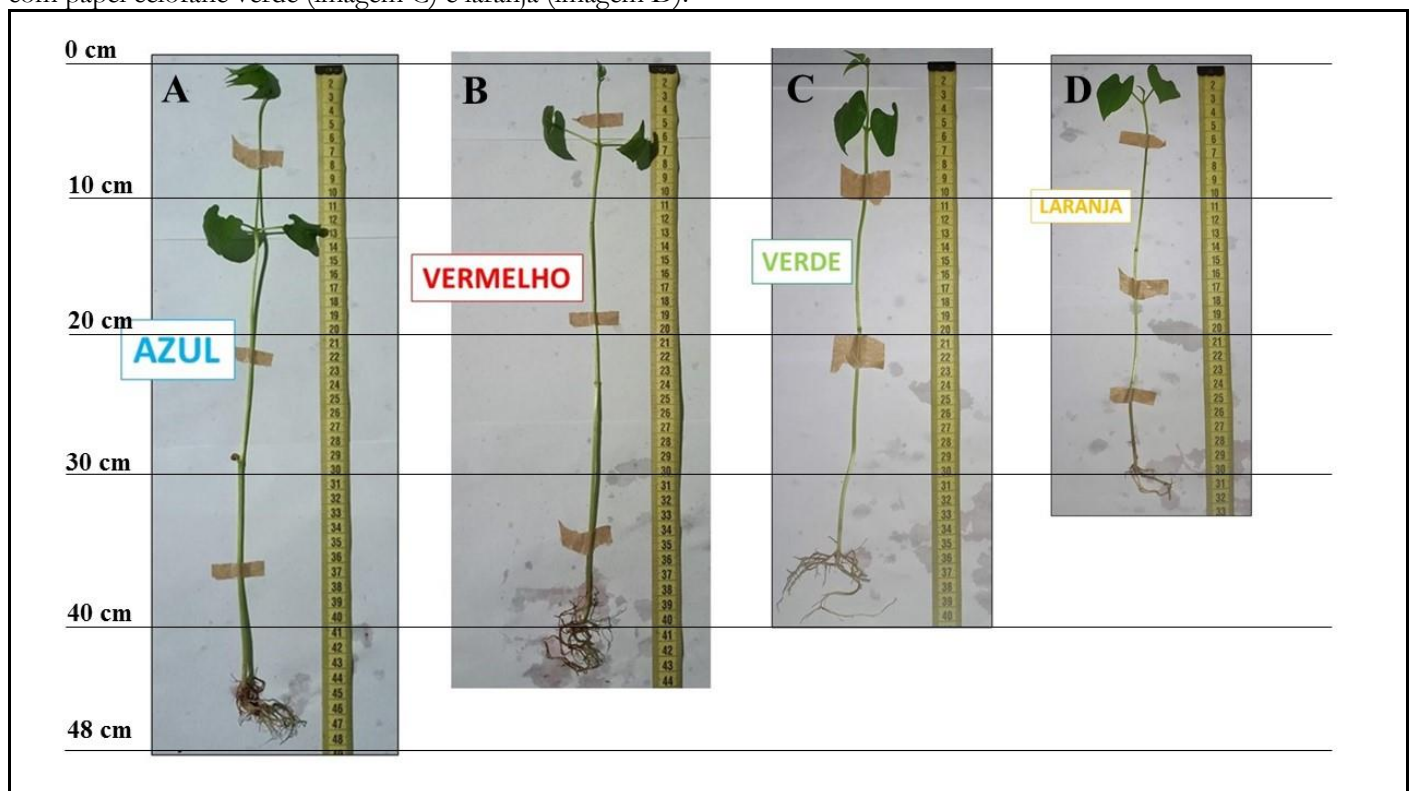 com papel celofane verde (imagem C) e laranja (imagem D).
0 cm
A
B
C
D
10 cm
LARANJA
VERMELHO
VERDE
20 cm
AZUL
30 cm
40 cm
48 cm